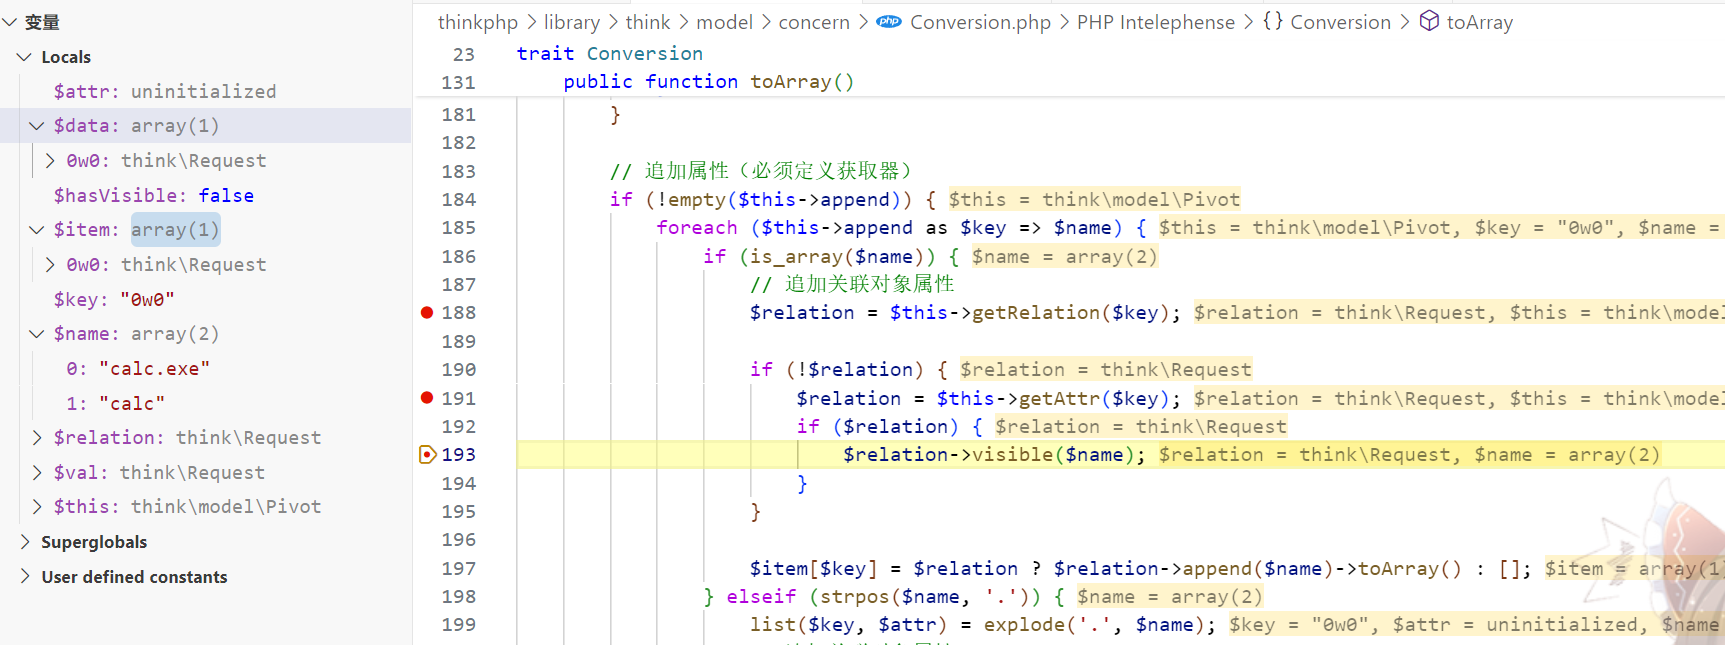 变量
Locals
$attr: uninitialized
$data: array(1)
0w0: think\Request
$hasVisible: false
$item: array(1)
0w0: think\Request
$key: "0w0"
$name: array(2)
0: "calc.exe"
1: "calc"
$relation: think\Request
$val: think\Request
$this: think\model\Pivot
Superglobals
User defined constants
thinkphp > library > think > model > concern > php Conversion.php > PHP Intelephense > {} Conversion > toArray
23 trait Conversion
131 public function toArray()
181 }
182
183 // 追加属性（必须定义获取器）
184 if (!empty($this->append)) { $this = think\model\Pivot
185 foreach ($this->append as $key => $name) { $this = think\model\Pivot, $key = "0w0", $name =
186 if (is_array($name)) { $name = array(2)
187 // 追加关联对象属性
188 $relation = $this->getRelation($key); $relation = think\Request, $this = think\model
189
190 if (!$relation) { $relation = think\Request
191 $relation = $this->getAttr($key); $relation = think\Request, $this = think\model
192 if ($relation) { $relation = think\Request
193 $relation->visible($name); $relation = think\Request, $name = array(2)
194 }
195 }
196
197 $item[$key] = $relation ? $relation->append($name)->toArray() : []; $item = array(1)
198 } elseif (strpos($name, '.')) { $name = array(2)
199 list($key, $attr) = explode('.', $name); $key = "0w0", $attr = uninitialized, $name